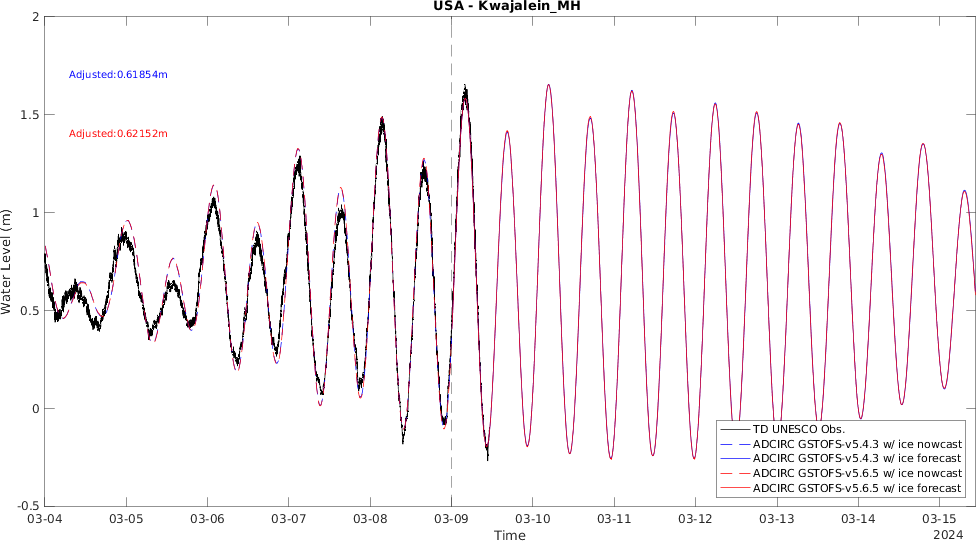 USA - Kwajalein_MH
2
1.5
1
0.5
0
-0.5
Water Level (m)
Adjusted:0.61854m
Adjusted:0.62152m
TD UNESCO Obs.
ADCIRC GSTOFS-v5.4.3 w/ ice nowcast
ADCIRC GSTOFS-v5.4.3 w/ ice forecast
ADCIRC GSTOFS-v5.6.5 w/ ice nowcast
ADCIRC GSTOFS-v5.6.5 w/ ice forecast
03-04 03-05 03-06 03-07 03-08 03-09 03-10 03-11 03-12 03-13 03-14 03-15
Time
2024